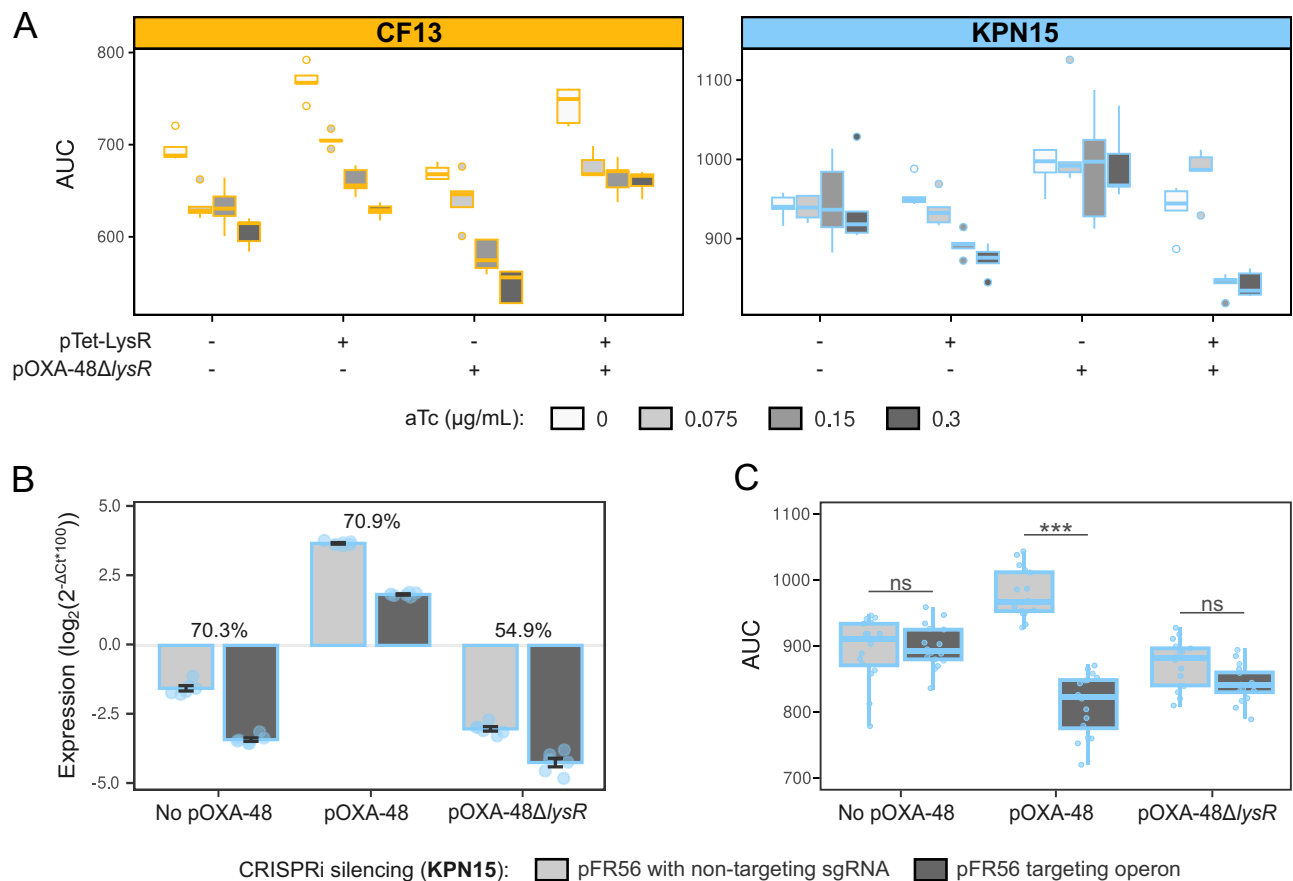 A
CF13
KPN15
AUC
800
700
600
1100
1000
900
pTet-LysR - + - + - + - +
pOXA-48ΔlysR - - + + - - + +
aTc (µg/mL): 0 0.075 0.15 0.3
B
Expression (log2(2-ΔCt*100))
5.0
2.5
0.0
-2.5
-5.0
70.3%
70.9%
54.9%
No pOXA-48 pOXA-48 pOXA-48ΔlysR
C
AUC
1100
1000
900
800
700
ns
***
ns
No pOXA-48 pOXA-48 pOXA-48ΔlysR
CRISPRi silencing (KPN15): pFR56 with non-targeting sgRNA pFR56 targeting operon